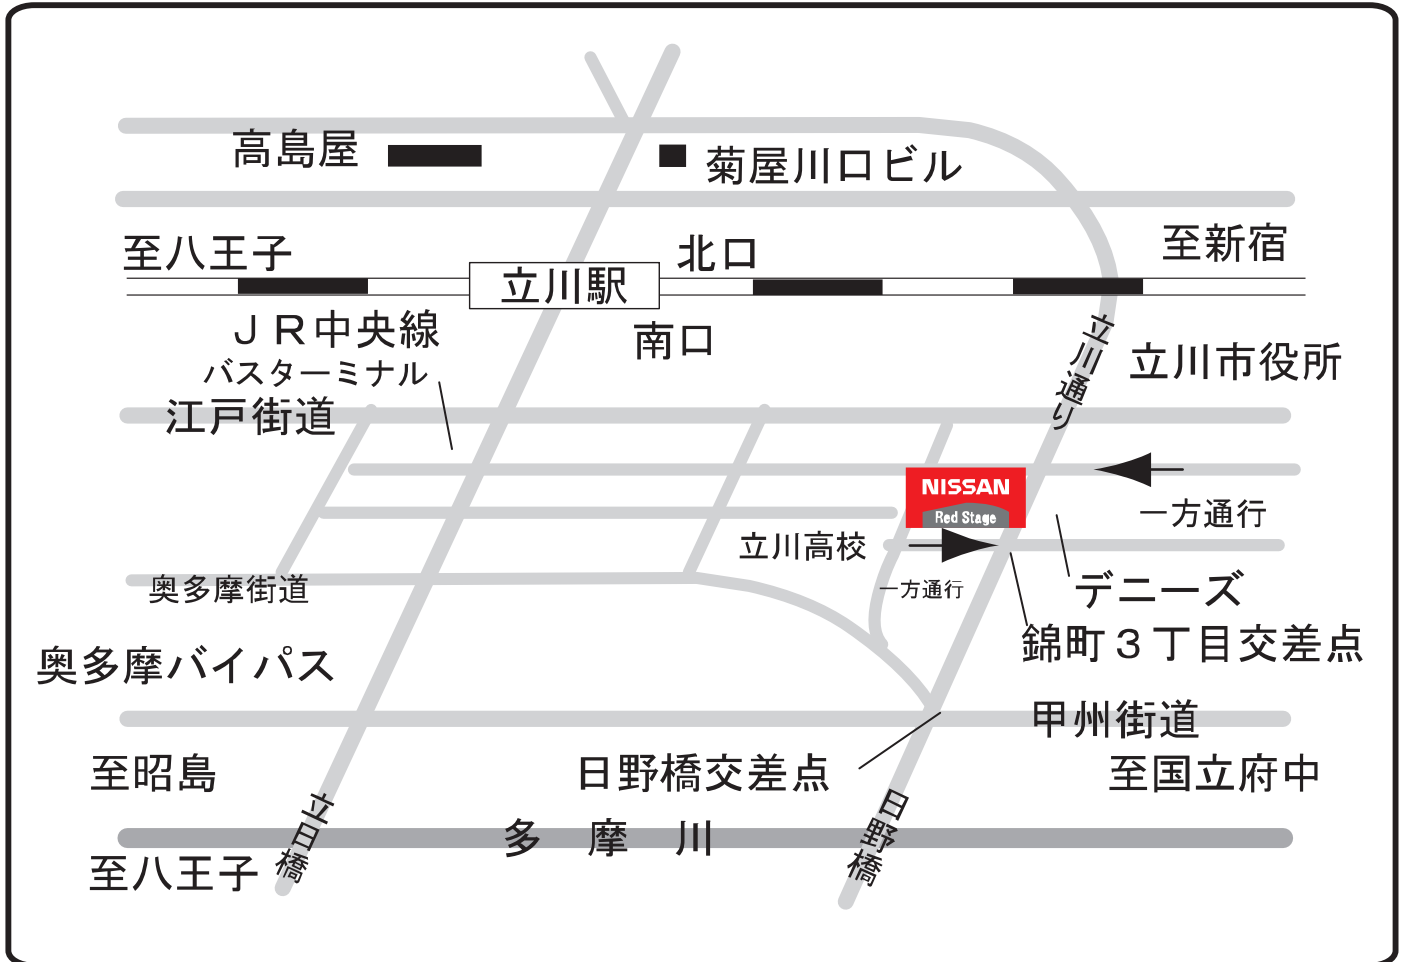 高島屋
菊屋川口ビル
至八王子
北口
至新宿
立川駅
JR中央線
南口
立川通り
立川市役所
バスターミナル
江戸街道
NISSAN
Red Stage
一方通行
立川高校
一方通行
デニーズ
奥多摩街道
錦町3丁目交差点
奥多摩バイパス
甲州街道
至昭島
日野橋交差点
至国立府中
立日橋
多摩川
日野橋
至八王子